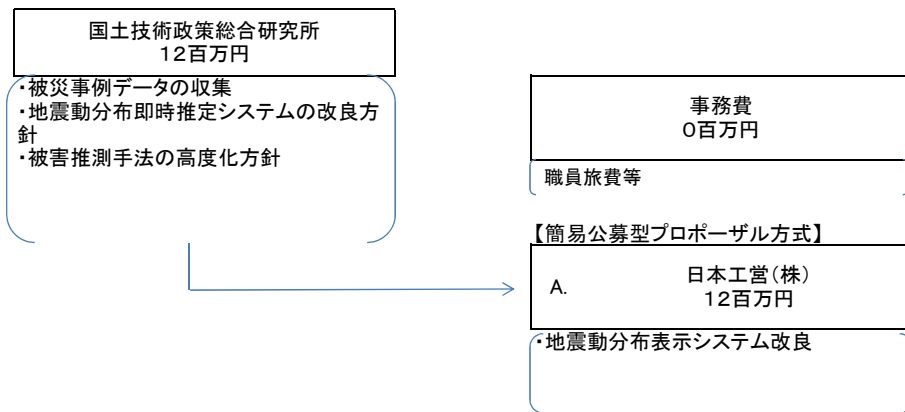 国土技術政策総合研究所
12百万円
・被災事例データの収集
・地震動分布即時推定システムの改良方
針
・被害推測手法の高度化方針
事務費
0百万円
職員旅費等
【簡易公募型プロポーザル方式】
A. 日本工営(株)
12百万円
・地震動分布表示システム改良